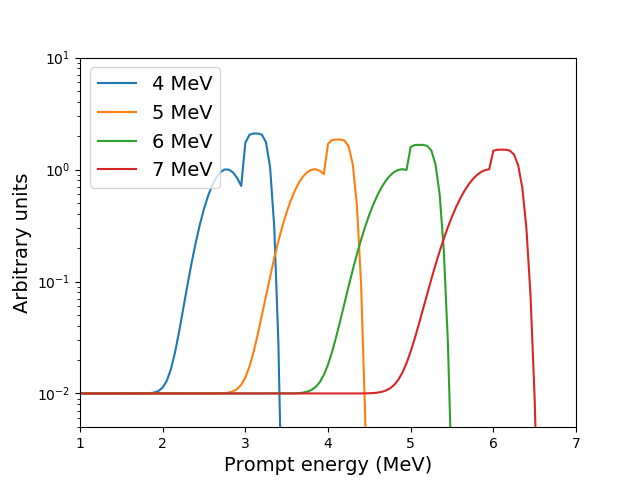 10¹
10⁰
10⁻¹
10⁻²
Arbitrary units
4 MeV
5 MeV
6 MeV
7 MeV
1 2 3 4 5 6 7
Prompt energy (MeV)